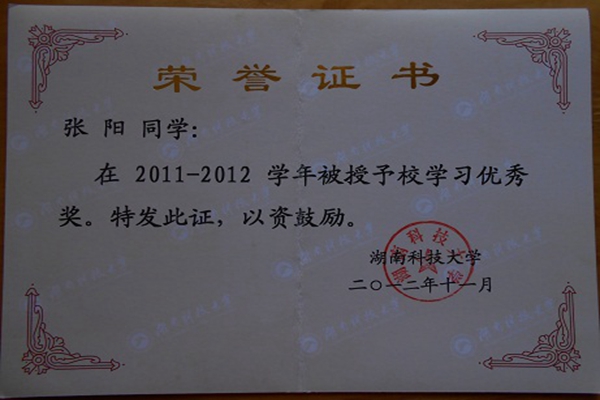 荣誉证书
张 阳 同学：
在 2011-2012 学年被授予校学习优秀
奖。特发此证，以资鼓励。
湖南科技大学
二〇一二年十一月